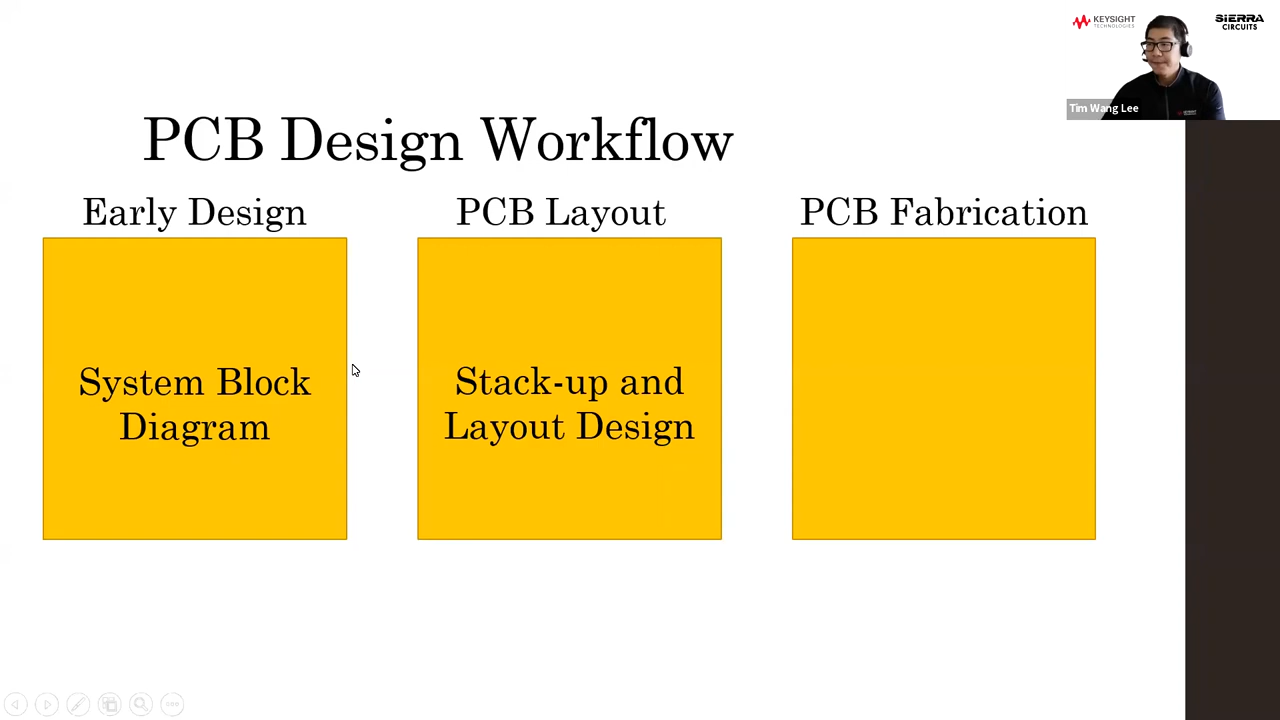 KEYSIGHT
TECHNOLOGIES
SIERRA
CIRCUITS
Tim Wang Lee
PCB Design Workflow
Early Design
PCB Layout
PCB Fabrication
System Block
Diagram
Stack-up and
Layout Design